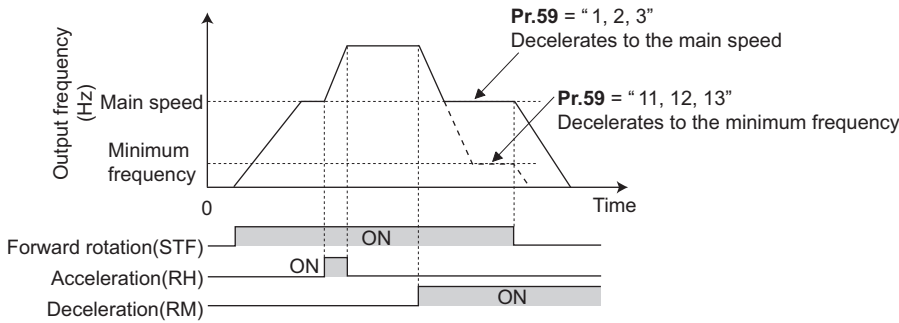 Pr.59 = “ 1, 2, 3”
Decelerates to the main speed
Output frequency
(Hz)
Main speed
Pr.59 = “ 11, 12, 13”
Decelerates to the minimum frequency
Minimum
frequency
0
Time
Forward rotation(STF)
ON
Acceleration(RH)
ON
Deceleration(RM)
ON